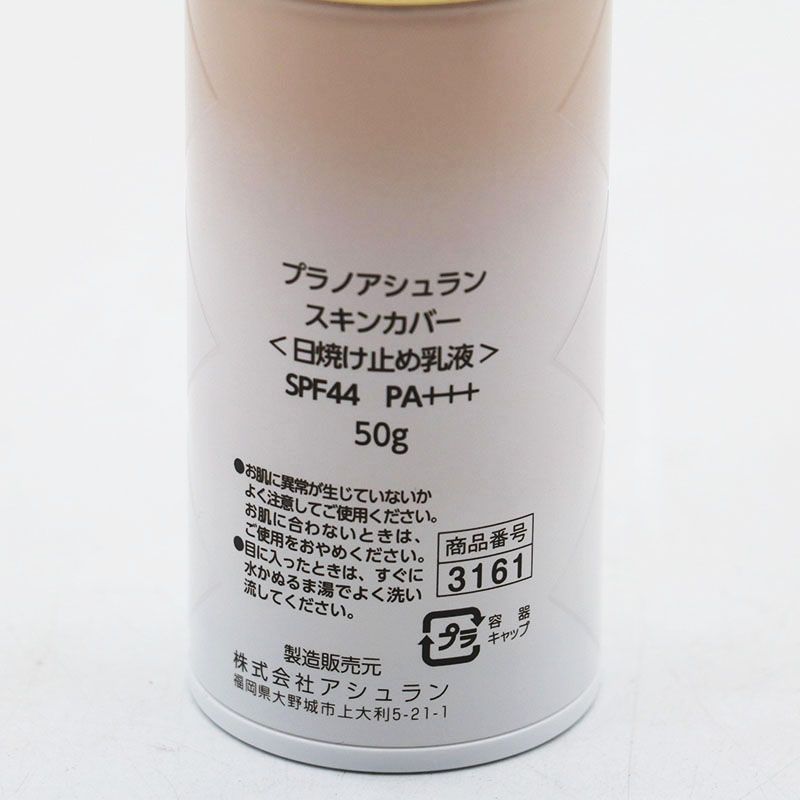 プラノアシュラン
スキンカバー
＜日焼け止め乳液＞
SPF44 PA+++
50g
●お肌に異常が生じていないか
よく注意してご使用ください。
お肌に合わないときは、
ご使用をおやめください。
●目に入ったときは、すぐに
水かぬるま湯でよく洗い
流してください。
商品番号
3161
プラ
容器
キャップ
製造販売元
株式会社アシュラン
福岡県大野城市上大利5-21-1